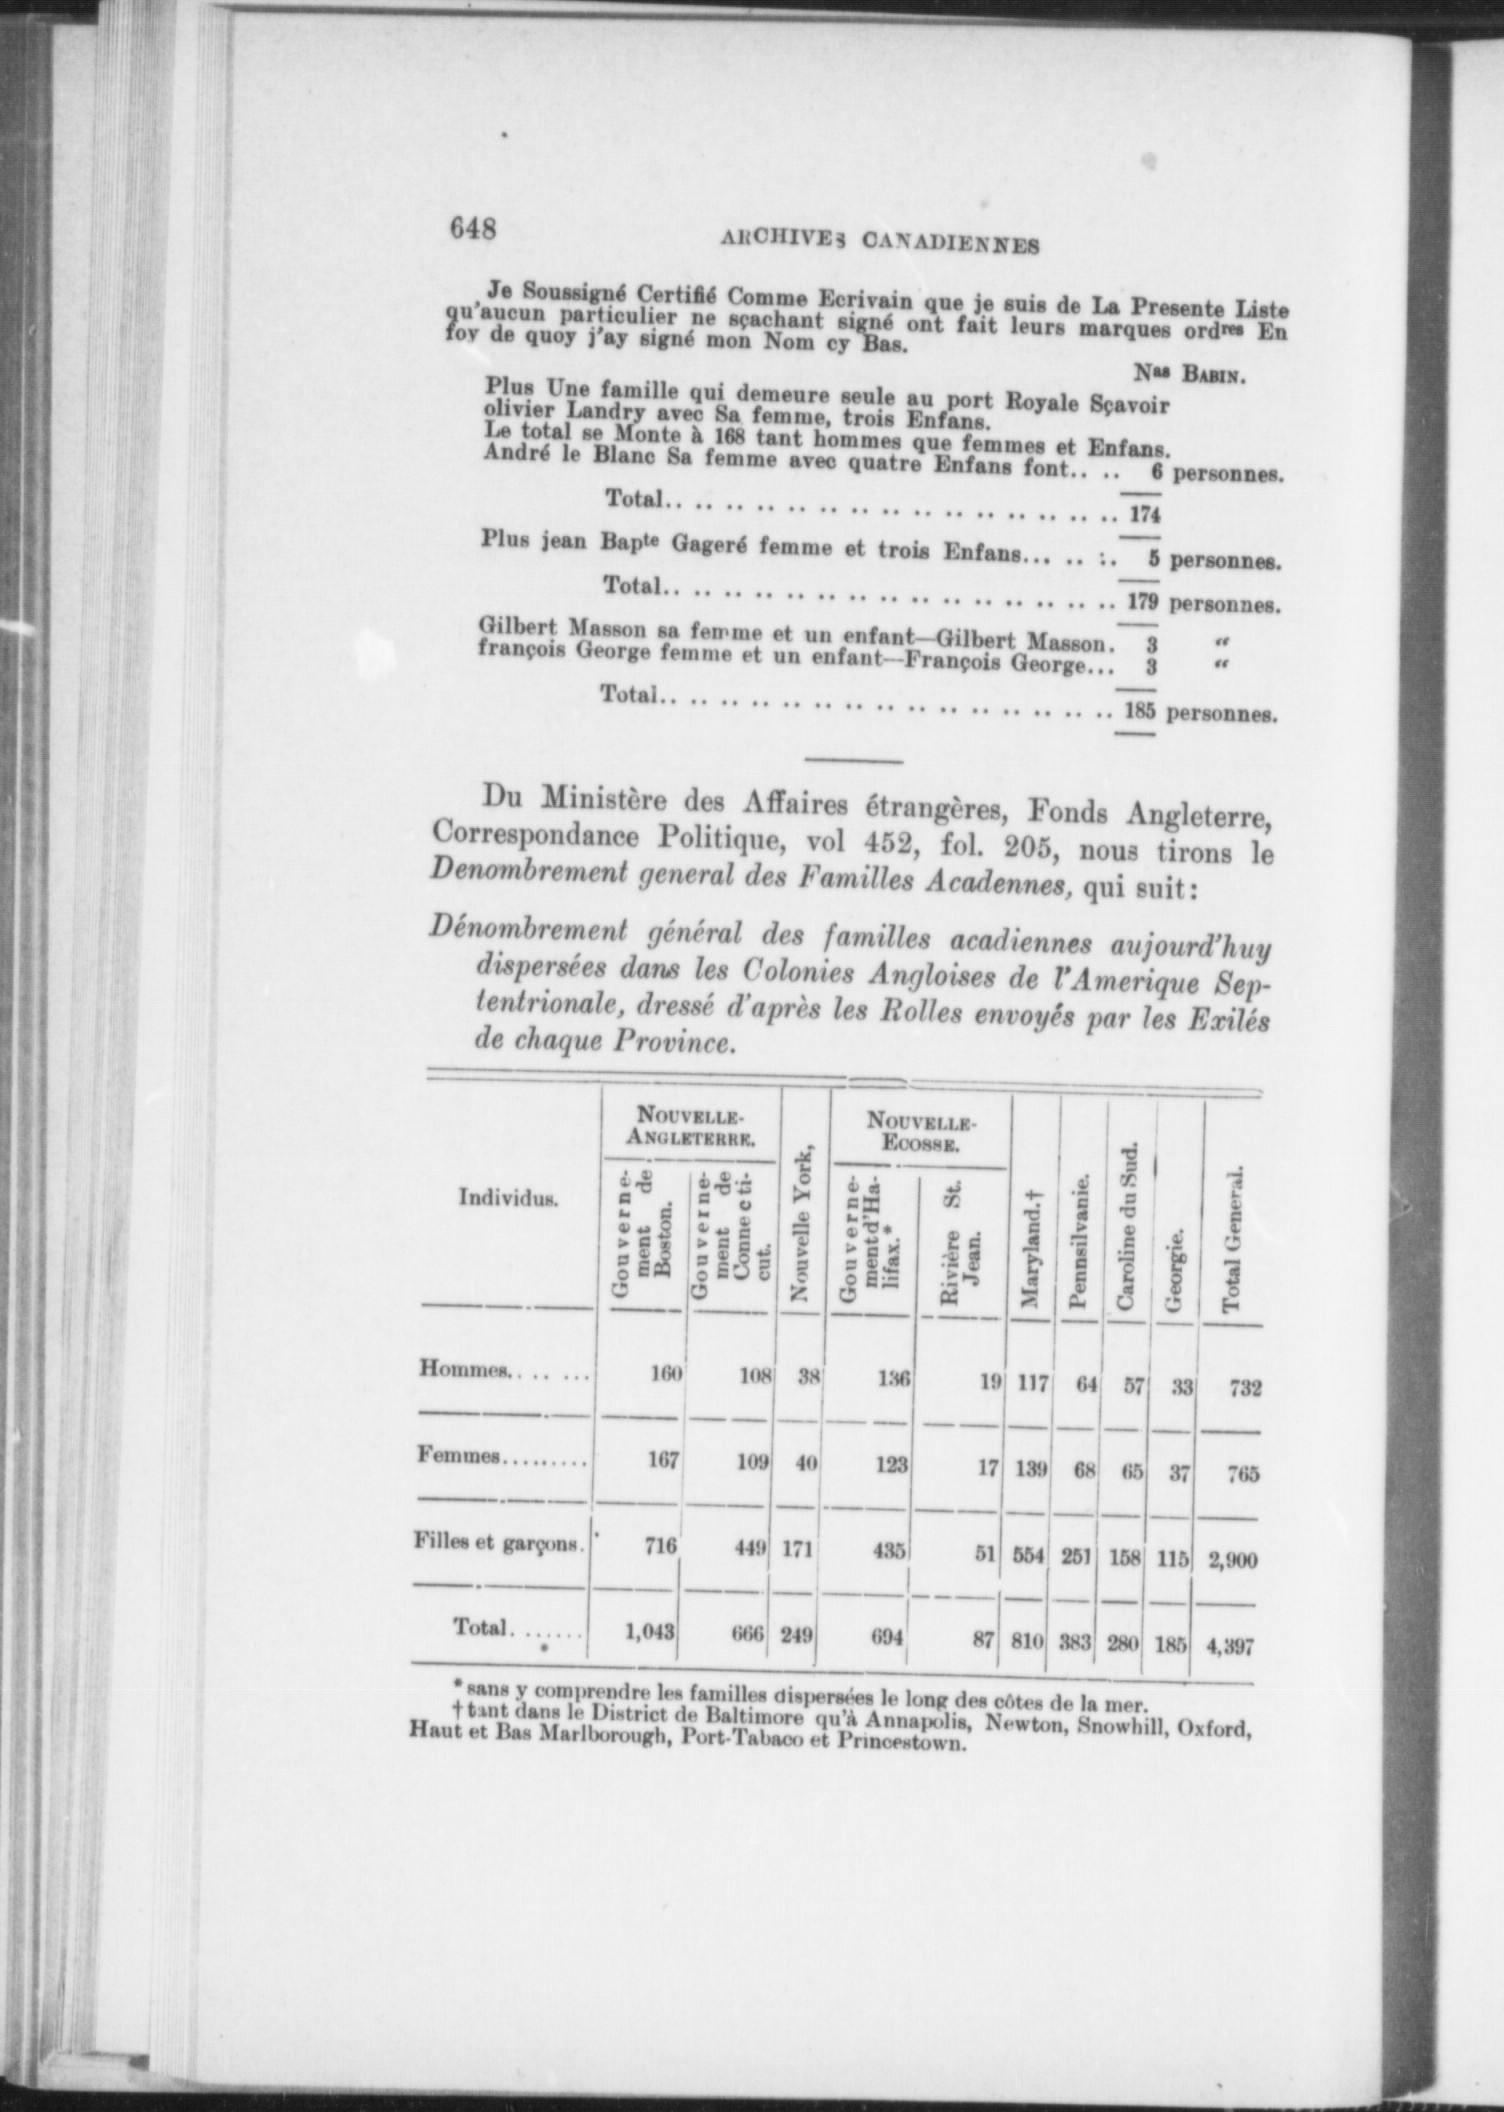 648 ARCHIVES CANADIENNES
Je Soussigné Certifié Comme Ecrivain que je suis de La Presente Liste
qu'aucun particulier ne sçachant signé ont fait leurs marques ordres En
foy de quoy j'ay signé mon Nom cy Bas.
Nas BABIN.
Plus Une famille qui demeure seule au port Royale Sçavoir
olivier Landry avec Sa femme, trois Enfans.
Le total se Monte à 168 tant hommes que femmes et Enfans.
André le Blanc Sa femme avec quatre Enfans font.. .. 6 personnes.
Total.. .. .. .. .. .. .. .. .. .. .. .. .. .. .. 174
Plus jean Bapte Gageré femme et trois Enfans... .. :. 5 personnes.
Total.. .. .. .. .. .. .. .. .. .. .. .. .. .. .. 179 personnes.
Gilbert Masson sa femme et un enfant—Gilbert Masson. 3 "
françois George femme et un enfant—François George... 3 "
Total.. .. .. .. .. .. .. .. .. .. .. .. .. .. .. 185 personnes.
Du Ministère des Affaires étrangères, Fonds Angleterre,
Correspondance Politique, vol 452, fol. 205, nous tirons le
Denombrement general des Familles Acadennes, qui suit:
Dénombrement général des familles acadiennes aujourd'huy
dispersées dans les Colonies Angloises de l'Amerique Sep-
tentrionale, dressé d'après les Rolles envoyés par les Exilés
de chaque Province.
Individus.
NOUVELLE-
ANGLETERRE.
Gouverne-
ment de
Boston.
Gouverne-
ment de
Connecti-
cut.
Nouvelle York,
NOUVELLE-
ECOSSE.
Gouverne-
ment d'Ha-
lifax.*
Rivière St.
Jean.
Maryland.†
Pennsilvanie.
Caroline du Sud.
Georgie.
Total General.
Hommes.. .. ... 160 108 38 136 19 117 64 57 33 732
Femmes......... 167 109 40 123 17 139 68 65 37 765
Filles et garçons. 716 449 171 435 51 554 251 158 115 2,900
Total. ....... 1,043 666 249 694 87 810 383 280 185 4,397
* sans y comprendre les familles dispersées le long des côtes de la mer.
† tant dans le District de Baltimore qu'à Annapolis, Newton, Snowhill, Oxford,
Haut et Bas Marlborough, Port-Tabaco et Princestown.